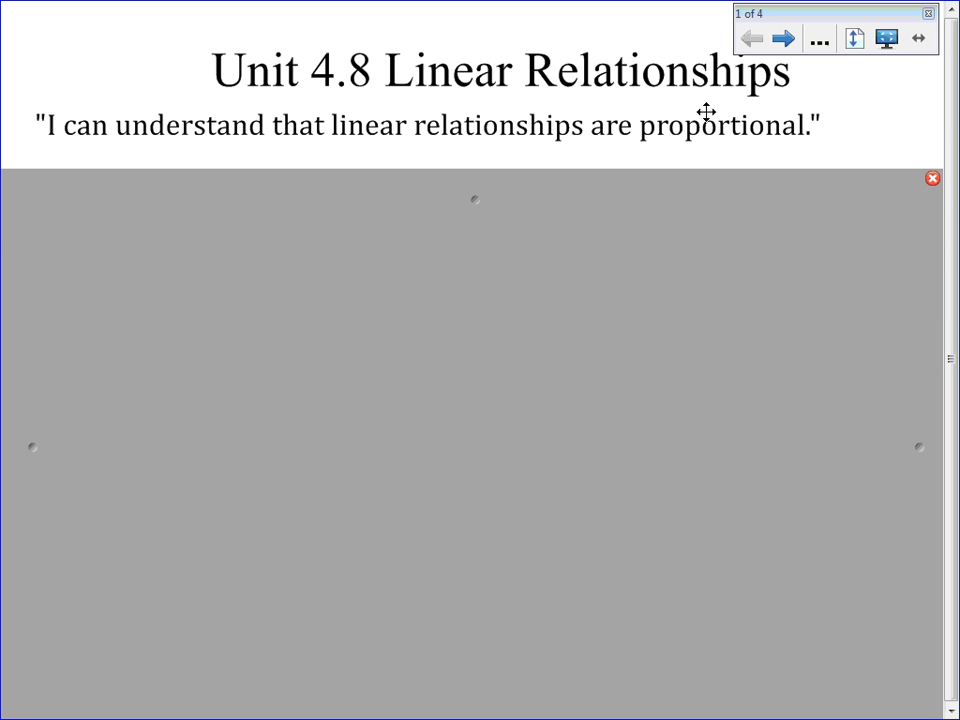 1 of 4
Unit 4.8 Linear Relationships
"I can understand that linear relationships are proportional."